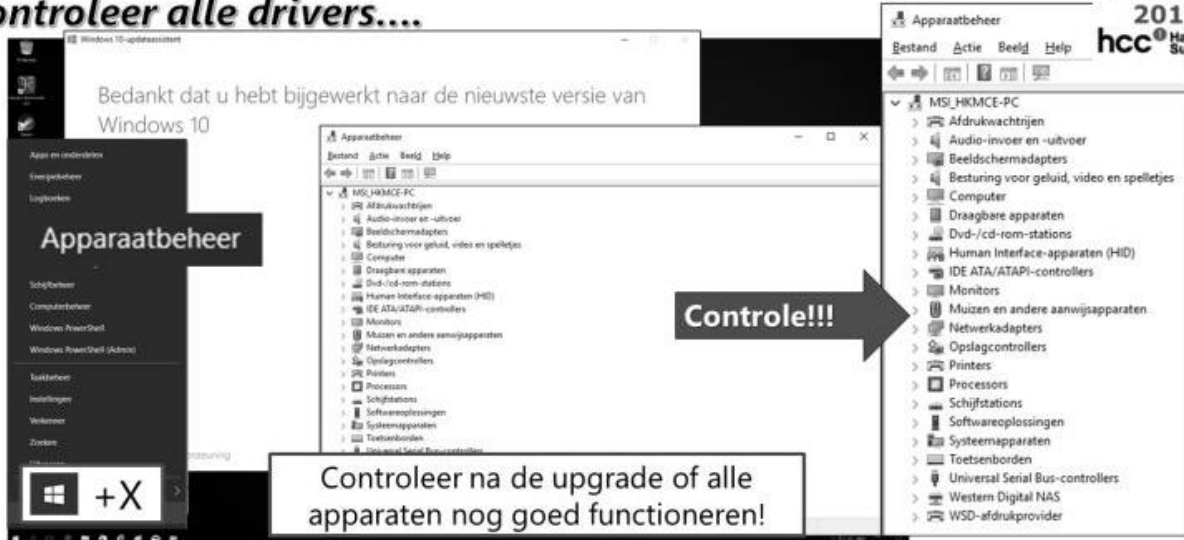 ontroleer alle drivers....
201
hcc
Windows 10-updateassistent
Bedankt dat u hebt bijgewerkt naar de nieuwste versie van
Windows 10
Apps en onderdelen
Energiebeheer
Logboeken
Apparaatbeheer
Schijfbeheer
Computerbeheer
Windows PowerShell
Windows PowerShell (Admin)
Taakbeheer
Instellingen
Verkenner
Zoeken
+X
Apparaatbeheer
Bestand Actie Beeld Help
MSI_HKMCE-PC
Afdrukwachtrijen
Audio-invoer en -uitvoer
Beeldschermadapters
Besturing voor geluid, video en spelletjes
Computer
Draagbare apparaten
Dvd-/cd-rom-stations
Human Interface-apparaten (HID)
IDE ATA/ATAPI-controllers
Monitors
Muizen en andere aanwijsapparaten
Netwerkadapters
Opslagcontrollers
Printers
Processors
Schijfstations
Softwareoplossingen
Systeemapparaten
Toetsenborden
Universal Serial Bus-controllers
Controle!!!
Controleer na de upgrade of alle
apparaten nog goed functioneren!
Apparaatbeheer
Bestand Actie Beeld Help
MSI_HKMCE-PC
Afdrukwachtrijen
Audio-invoer en -uitvoer
Beeldschermadapters
Besturing voor geluid, video en spelletjes
Computer
Draagbare apparaten
Dvd-/cd-rom-stations
Human Interface-apparaten (HID)
IDE ATA/ATAPI-controllers
Monitors
Muizen en andere aanwijsapparaten
Netwerkadapters
Opslagcontrollers
Printers
Processors
Schijfstations
Softwareoplossingen
Systeemapparaten
Toetsenborden
Universal Serial Bus-controllers
Western Digital NAS
WSD-afdrukprovider